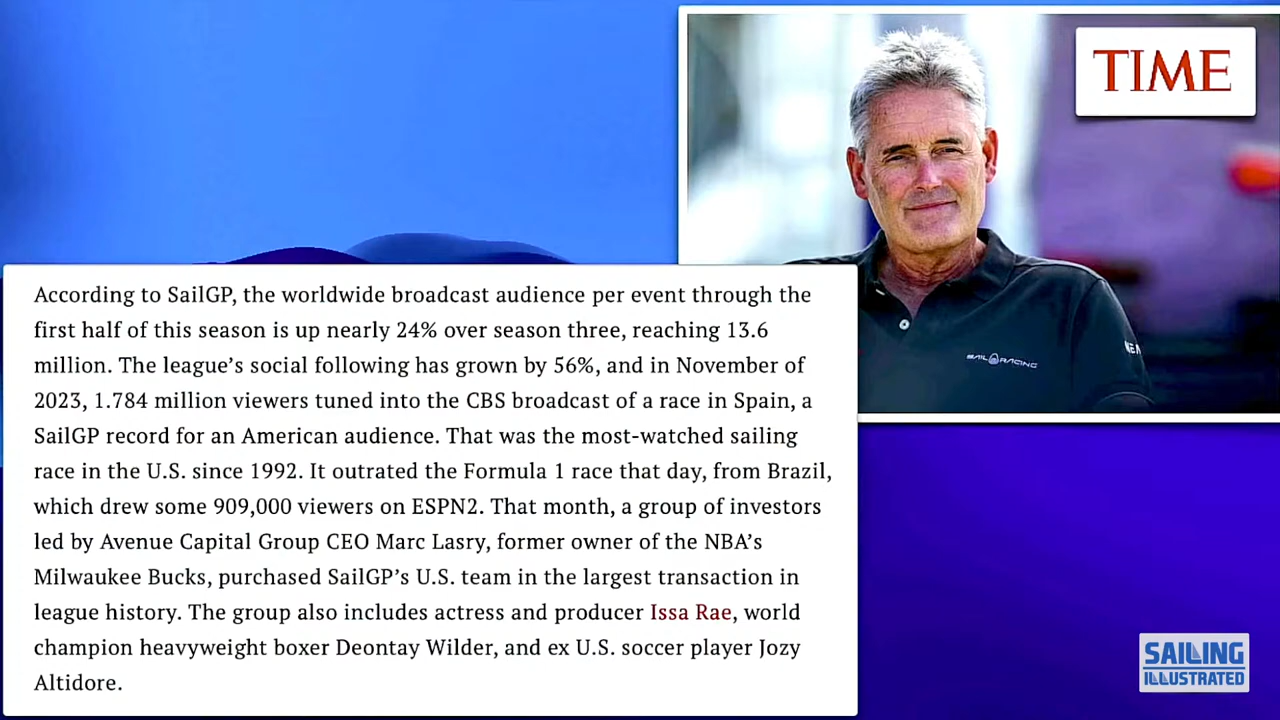 TIME
SAIL RACING
According to SailGP, the worldwide broadcast audience per event through the
first half of this season is up nearly 24% over season three, reaching 13.6
million. The league’s social following has grown by 56%, and in November of
2023, 1.784 million viewers tuned into the CBS broadcast of a race in Spain, a
SailGP record for an American audience. That was the most-watched sailing
race in the U.S. since 1992. It outrated the Formula 1 race that day, from Brazil,
which drew some 909,000 viewers on ESPN2. That month, a group of investors
led by Avenue Capital Group CEO Marc Lasry, former owner of the NBA’s
Milwaukee Bucks, purchased SailGP’s U.S. team in the largest transaction in
league history. The group also includes actress and producer Issa Rae, world
champion heavyweight boxer Deontay Wilder, and ex U.S. soccer player Jozy
Altidore.
SAILING
ILLUSTRATED